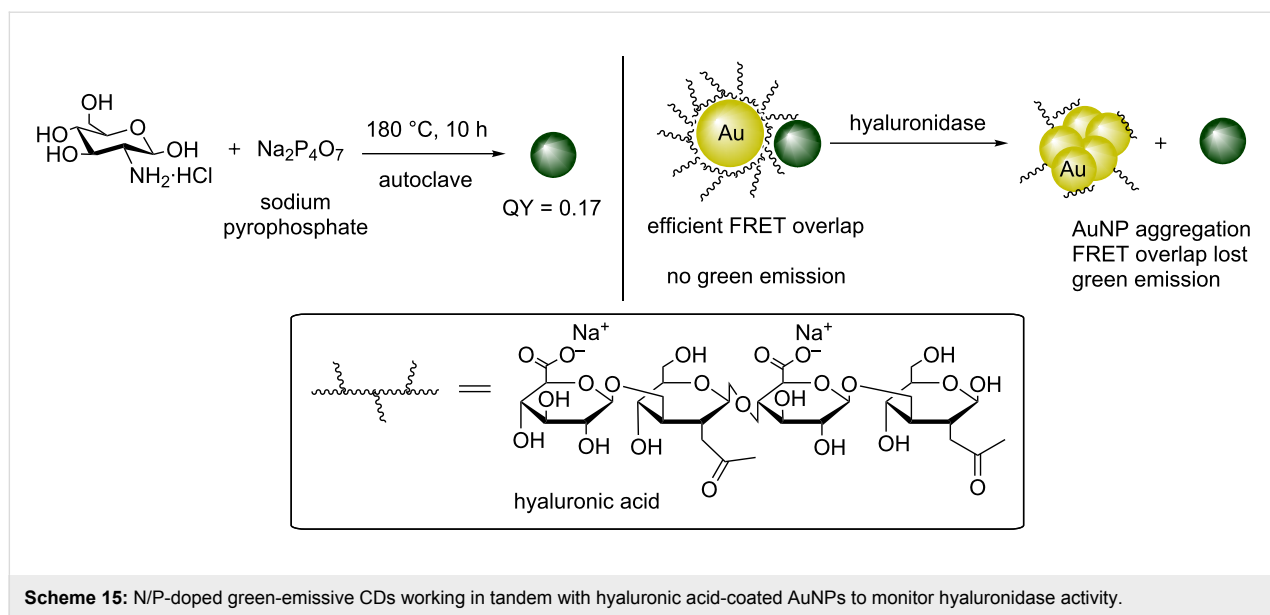 OH
HO
HO
O
OH
NH₂·HCl
+
Na₂P₄O₇
sodium
pyrophosphate
180 °C, 10 h
autoclave
QY = 0.17
Au
efficient FRET overlap
no green emission
hyaluronidase
Au
+
AuNP aggregation
FRET overlap lost
green emission
=
Na⁺
O
O⁻
O
OH
OH
OH
O
OH
O
OH
O
O
Na⁺
O
O⁻
O
OH
OH
O
OH
O
OH
OH
O
hyaluronic acid
Scheme 15: N/P-doped green-emissive CDs working in tandem with hyaluronic acid-coated AuNPs to monitor hyaluronidase activity.